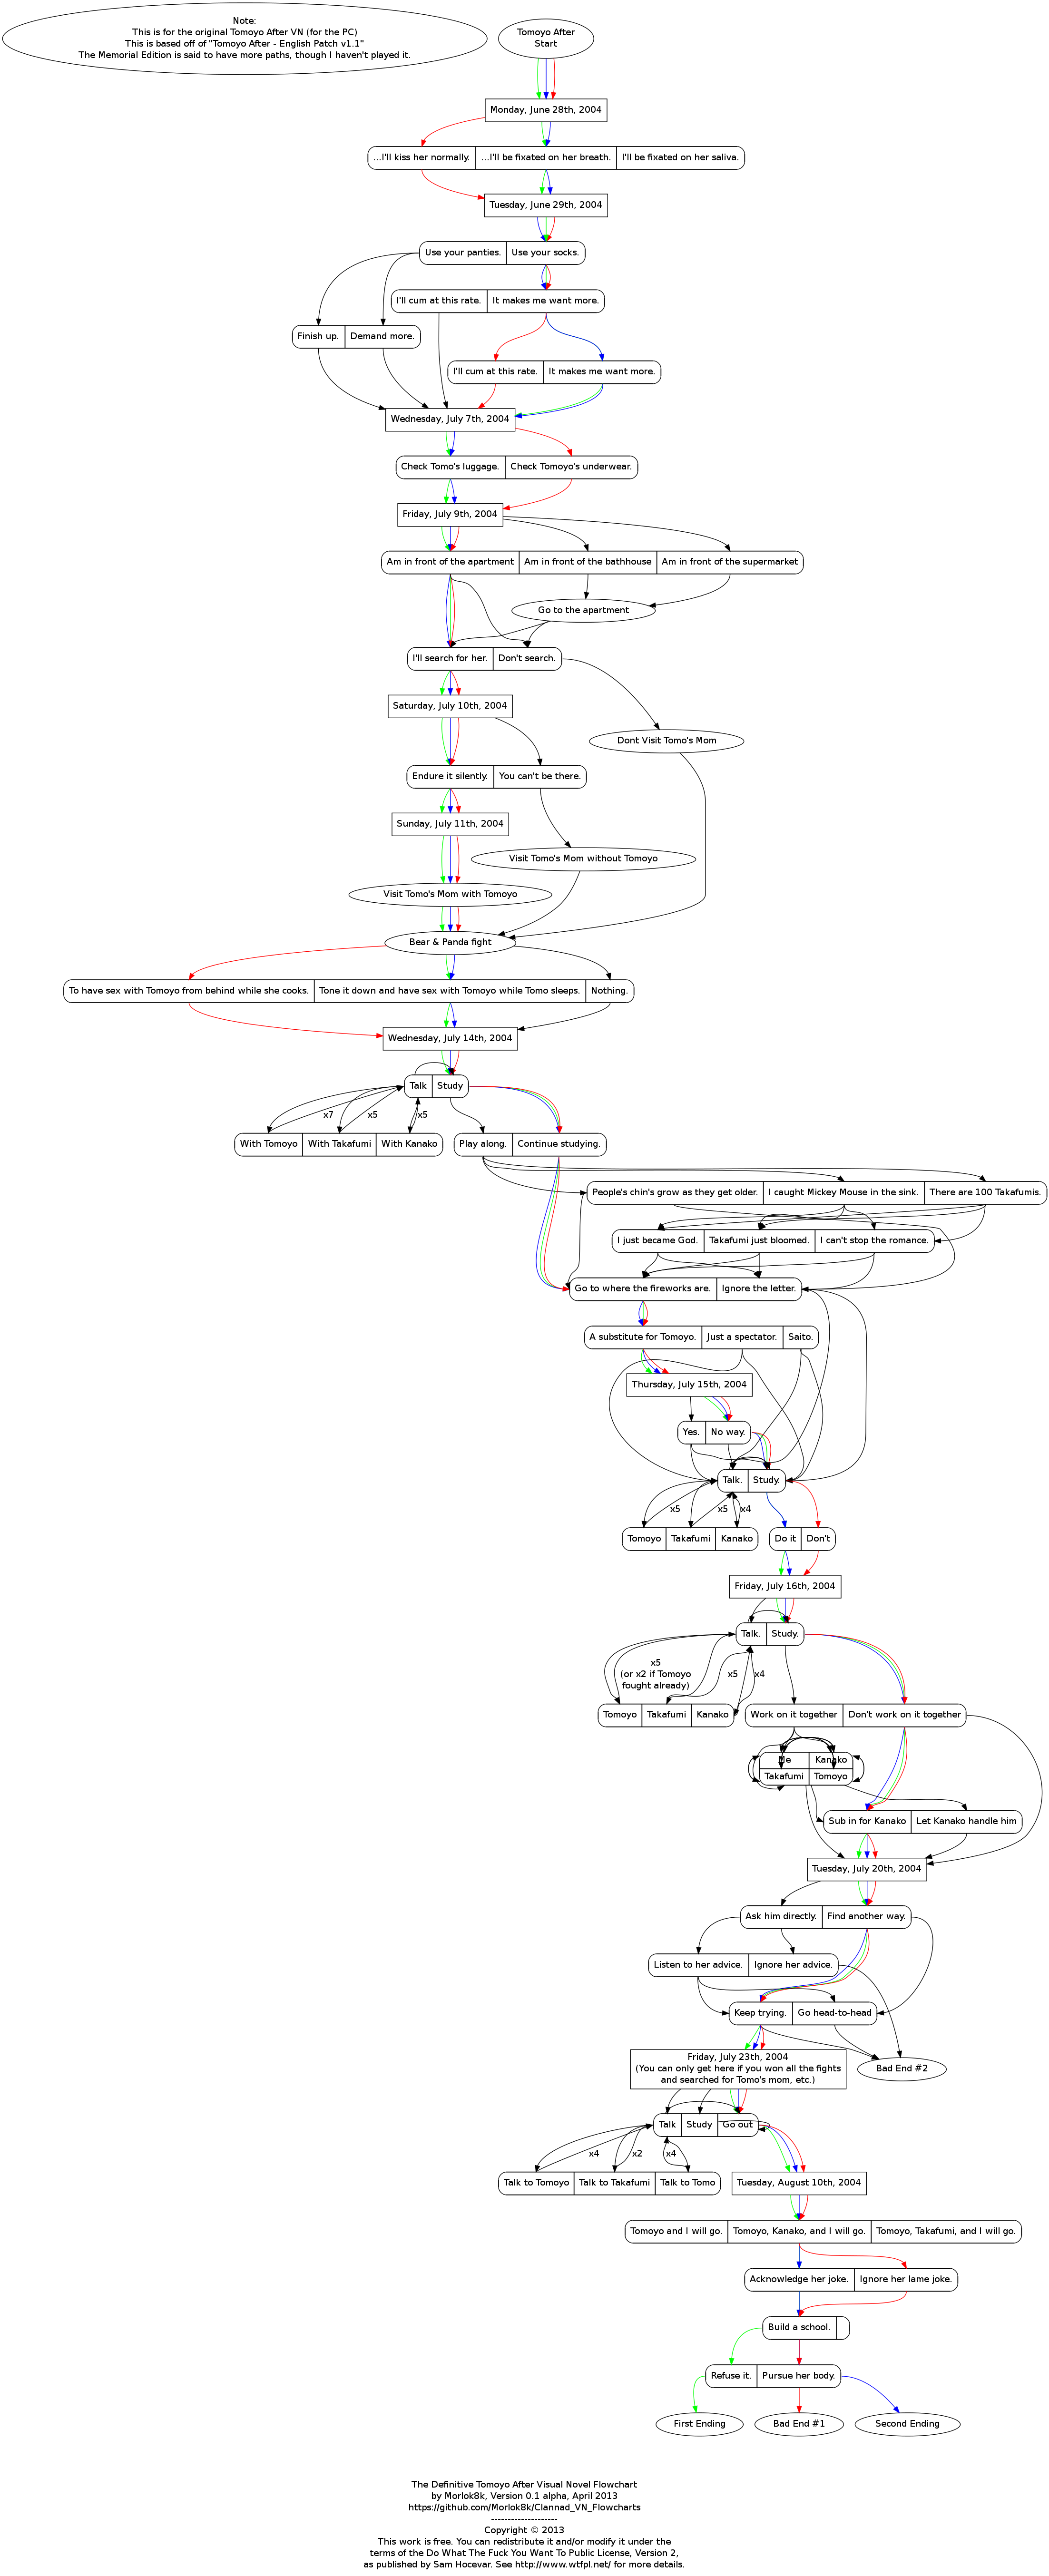 Note:
This is for the original Tomoyo After VN (for the PC)
This is based off of "Tomoyo After - English Patch v1.1"
The Memorial Edition is said to have more paths, though I haven't played it.
Tomoyo After
Start
Monday, June 28th, 2004
...I'll kiss her normally.
...I'll be fixated on her breath.
I'll be fixated on her saliva.
Tuesday, June 29th, 2004
Use your panties.
Use your socks.
I'll cum at this rate.
It makes me want more.
Finish up.
Demand more.
I'll cum at this rate.
It makes me want more.
Wednesday, July 7th, 2004
Check Tomo's luggage.
Check Tomoyo's underwear.
Friday, July 9th, 2004
Am in front of the apartment
Am in front of the bathhouse
Am in front of the supermarket
Go to the apartment
I'll search for her.
Don't search.
Saturday, July 10th, 2004
Dont Visit Tomo's Mom
Endure it silently.
You can't be there.
Sunday, July 11th, 2004
Visit Tomo's Mom without Tomoyo
Visit Tomo's Mom with Tomoyo
Bear & Panda fight
To have sex with Tomoyo from behind while she cooks.
Tone it down and have sex with Tomoyo while Tomo sleeps.
Nothing.
Wednesday, July 14th, 2004
Talk
Study
x7
x5
x5
With Tomoyo
With Takafumi
With Kanako
Play along.
Continue studying.
People's chin's grow as they get older.
I caught Mickey Mouse in the sink.
There are 100 Takafumis.
I just became God.
Takafumi just bloomed.
I can't stop the romance.
Go to where the fireworks are.
Ignore the letter.
A substitute for Tomoyo.
Just a spectator.
Saito.
Thursday, July 15th, 2004
Yes.
No way.
Talk.
Study.
x5
x5
x4
Tomoyo
Takafumi
Kanako
Do it
Don't
Friday, July 16th, 2004
Talk.
Study.
x5
(or x2 if Tomoyo
fought already)
x5
x4
Tomoyo
Takafumi
Kanako
Work on it together
Don't work on it together
Me
Kanako
Takafumi
Tomoyo
Sub in for Kanako
Let Kanako handle him
Tuesday, July 20th, 2004
Ask him directly.
Find another way.
Listen to her advice.
Ignore her advice.
Keep trying.
Go head-to-head
Friday, July 23th, 2004
(You can only get here if you won all the fights
and searched for Tomo's mom, etc.)
Bad End #2
Talk
Study
Go out
x4
x2
x4
Talk to Tomoyo
Talk to Takafumi
Talk to Tomo
Tuesday, August 10th, 2004
Tomoyo and I will go.
Tomoyo, Kanako, and I will go.
Tomoyo, Takafumi, and I will go.
Acknowledge her joke.
Ignore her lame joke.
Build a school.
Refuse it.
Pursue her body.
First Ending
Bad End #1
Second Ending
The Definitive Tomoyo After Visual Novel Flowchart
by Morlok8k, Version 0.1 alpha, April 2013
https://github.com/Morlok8k/Clannad_VN_Flowcharts
--------------------
Copyright © 2013
This work is free. You can redistribute it and/or modify it under the
terms of the Do What The Fuck You Want To Public License, Version 2,
as published by Sam Hocevar. See http://www.wtfpl.net/ for more details.